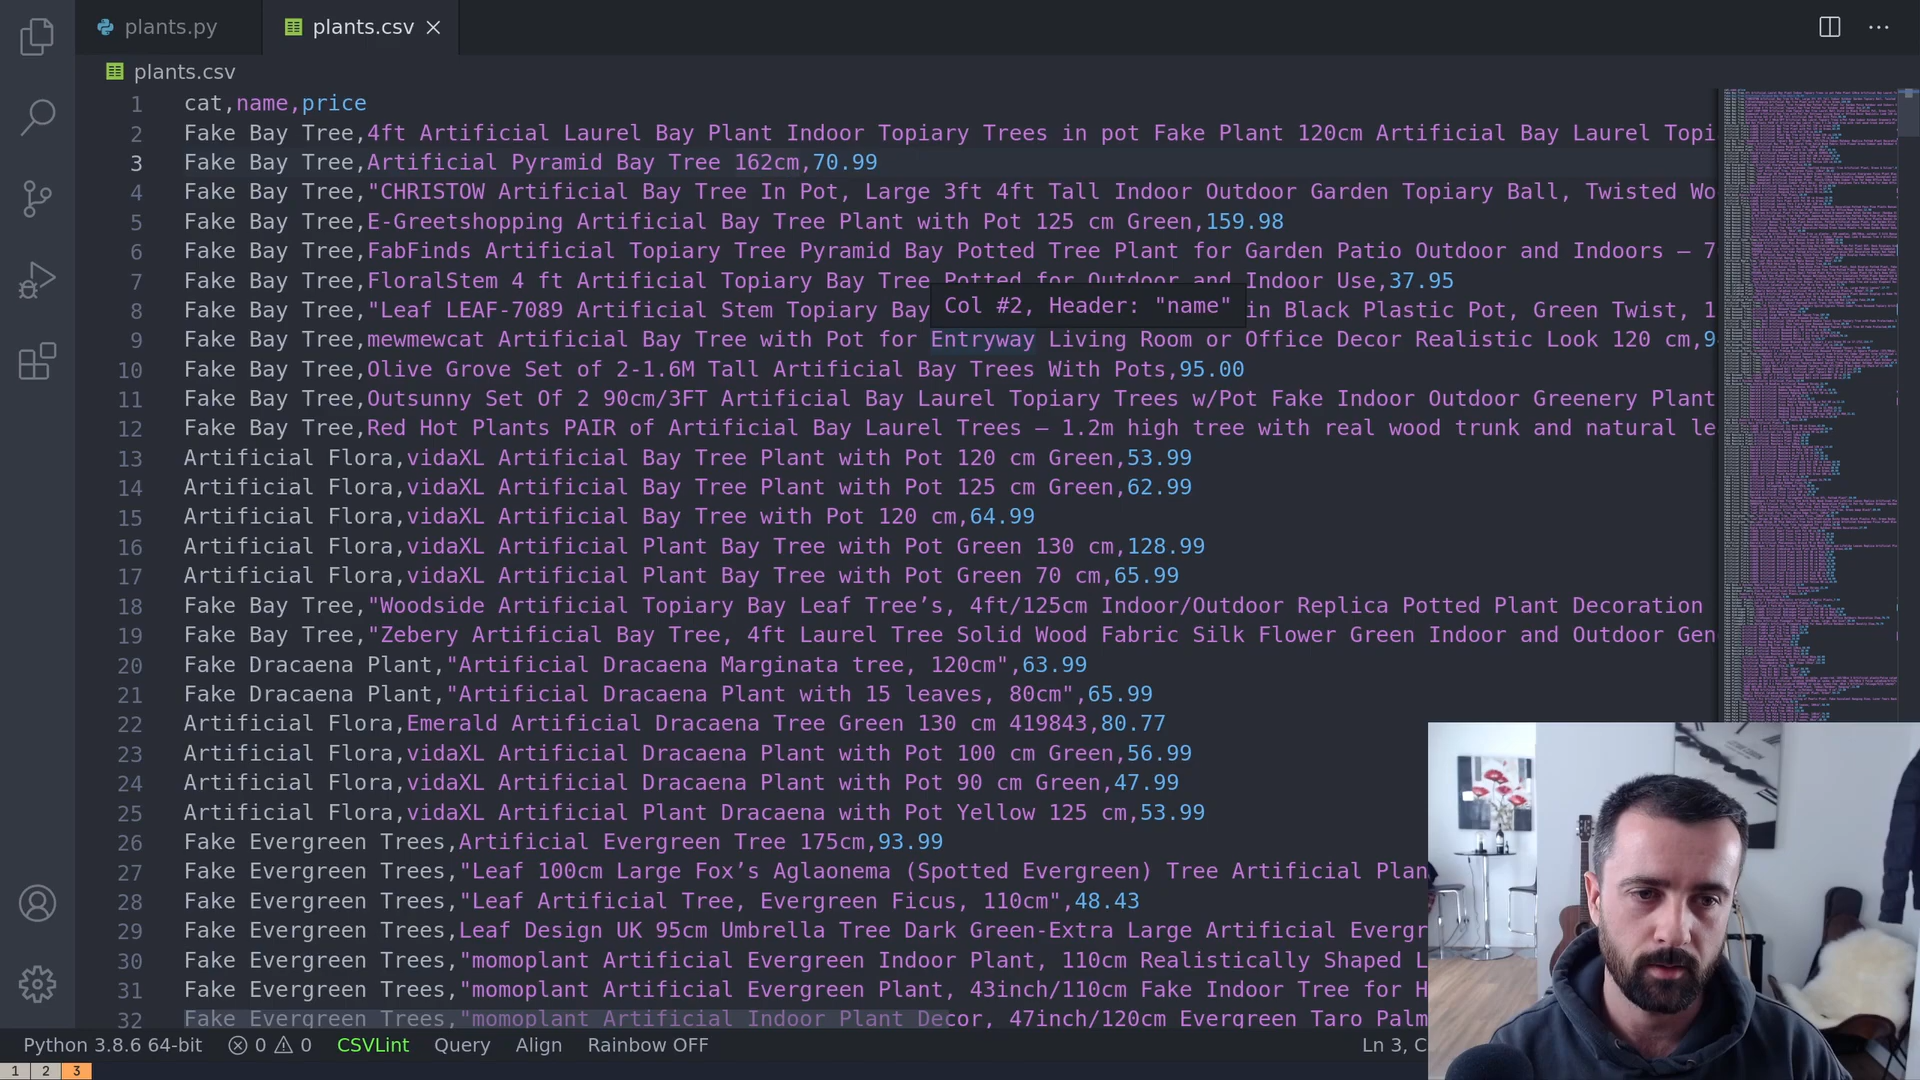 plants.py
plants.csv
plants.csv
1 cat,name,price
2 Fake Bay Tree,4ft Artificial Laurel Bay Plant Indoor Topiary Trees in pot Fake Plant 120cm Artificial Bay Laurel Topi
3 Fake Bay Tree,Artificial Pyramid Bay Tree 162cm,70.99
4 Fake Bay Tree,"CHRISTOW Artificial Bay Tree In Pot, Large 3ft 4ft Tall Indoor Outdoor Garden Topiary Ball, Twisted Wo
5 Fake Bay Tree,E-Greetshopping Artificial Bay Tree Plant with Pot 125 cm Green,159.98
6 Fake Bay Tree,FabFinds Artificial Topiary Tree Pyramid Bay Potted Tree Plant for Garden Patio Outdoor and Indoors – 7
7 Fake Bay Tree,FloralStem 4 ft Artificial Topiary Bay Tree Potted for Outdoor and Indoor Use,37.95
Col #2, Header: "name"
8 Fake Bay Tree,"Leaf LEAF-7089 Artificial Stem Topiary Bay in Black Plastic Pot, Green Twist, 1
9 Fake Bay Tree,mewmewcat Artificial Bay Tree with Pot for Entryway Living Room or Office Decor Realistic Look 120 cm,9
10 Fake Bay Tree,Olive Grove Set of 2-1.6M Tall Artificial Bay Trees With Pots,95.00
11 Fake Bay Tree,Outsunny Set Of 2 90cm/3FT Artificial Bay Laurel Topiary Trees w/Pot Fake Indoor Outdoor Greenery Plant
12 Fake Bay Tree,Red Hot Plants PAIR of Artificial Bay Laurel Trees – 1.2m high tree with real wood trunk and natural le
13 Artificial Flora,vidaXL Artificial Bay Tree Plant with Pot 120 cm Green,53.99
14 Artificial Flora,vidaXL Artificial Bay Tree Plant with Pot 125 cm Green,62.99
15 Artificial Flora,vidaXL Artificial Bay Tree with Pot 120 cm,64.99
16 Artificial Flora,vidaXL Artificial Plant Bay Tree with Pot Green 130 cm,128.99
17 Artificial Flora,vidaXL Artificial Plant Bay Tree with Pot Green 70 cm,65.99
18 Fake Bay Tree,"Woodside Artificial Topiary Bay Leaf Tree’s, 4ft/125cm Indoor/Outdoor Replica Potted Plant Decoration
19 Fake Bay Tree,"Zebery Artificial Bay Tree, 4ft Laurel Tree Solid Wood Fabric Silk Flower Green Indoor and Outdoor Gen
20 Fake Dracaena Plant,"Artificial Dracaena Marginata tree, 120cm",63.99
21 Fake Dracaena Plant,"Artificial Dracaena Plant with 15 leaves, 80cm",65.99
22 Artificial Flora,Emerald Artificial Dracaena Tree Green 130 cm 419843,80.77
23 Artificial Flora,vidaXL Artificial Dracaena Plant with Pot 100 cm Green,56.99
24 Artificial Flora,vidaXL Artificial Dracaena Plant with Pot 90 cm Green,47.99
25 Artificial Flora,vidaXL Artificial Plant Dracaena with Pot Yellow 125 cm,53.99
26 Fake Evergreen Trees,Artificial Evergreen Tree 175cm,93.99
27 Fake Evergreen Trees,"Leaf 100cm Large Fox’s Aglaonema (Spotted Evergreen) Tree Artificial Plan
28 Fake Evergreen Trees,"Leaf Artificial Tree, Evergreen Ficus, 110cm",48.43
29 Fake Evergreen Trees,Leaf Design UK 95cm Umbrella Tree Dark Green-Extra Large Artificial Evergr
30 Fake Evergreen Trees,"momoplant Artificial Evergreen Indoor Plant, 110cm Realistically Shaped L
31 Fake Evergreen Trees,"momoplant Artificial Evergreen Plant, 43inch/110cm Fake Indoor Tree for H
32 Fake Evergreen Trees,"momoplant Artificial Indoor Plant Decor, 47inch/120cm Evergreen Taro Palm
Python 3.8.6 64-bit 0 0 CSVLint Query Align Rainbow OFF Ln 3, C
1 2 3